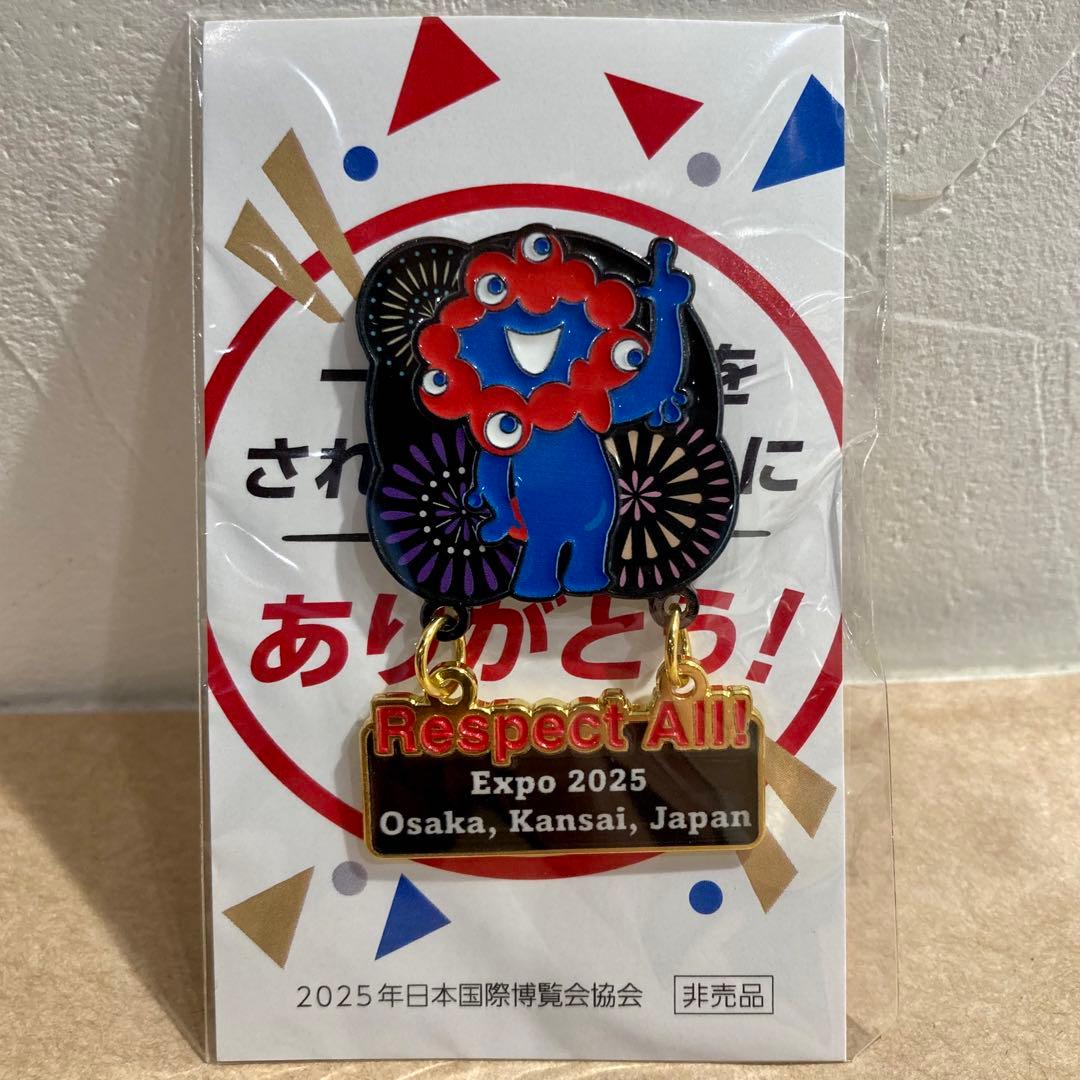 を
され
に
ありがとう!
Respect All!
Expo 2025
Osaka, Kansai, Japan
2025年日本国際博覧会協会
非売品